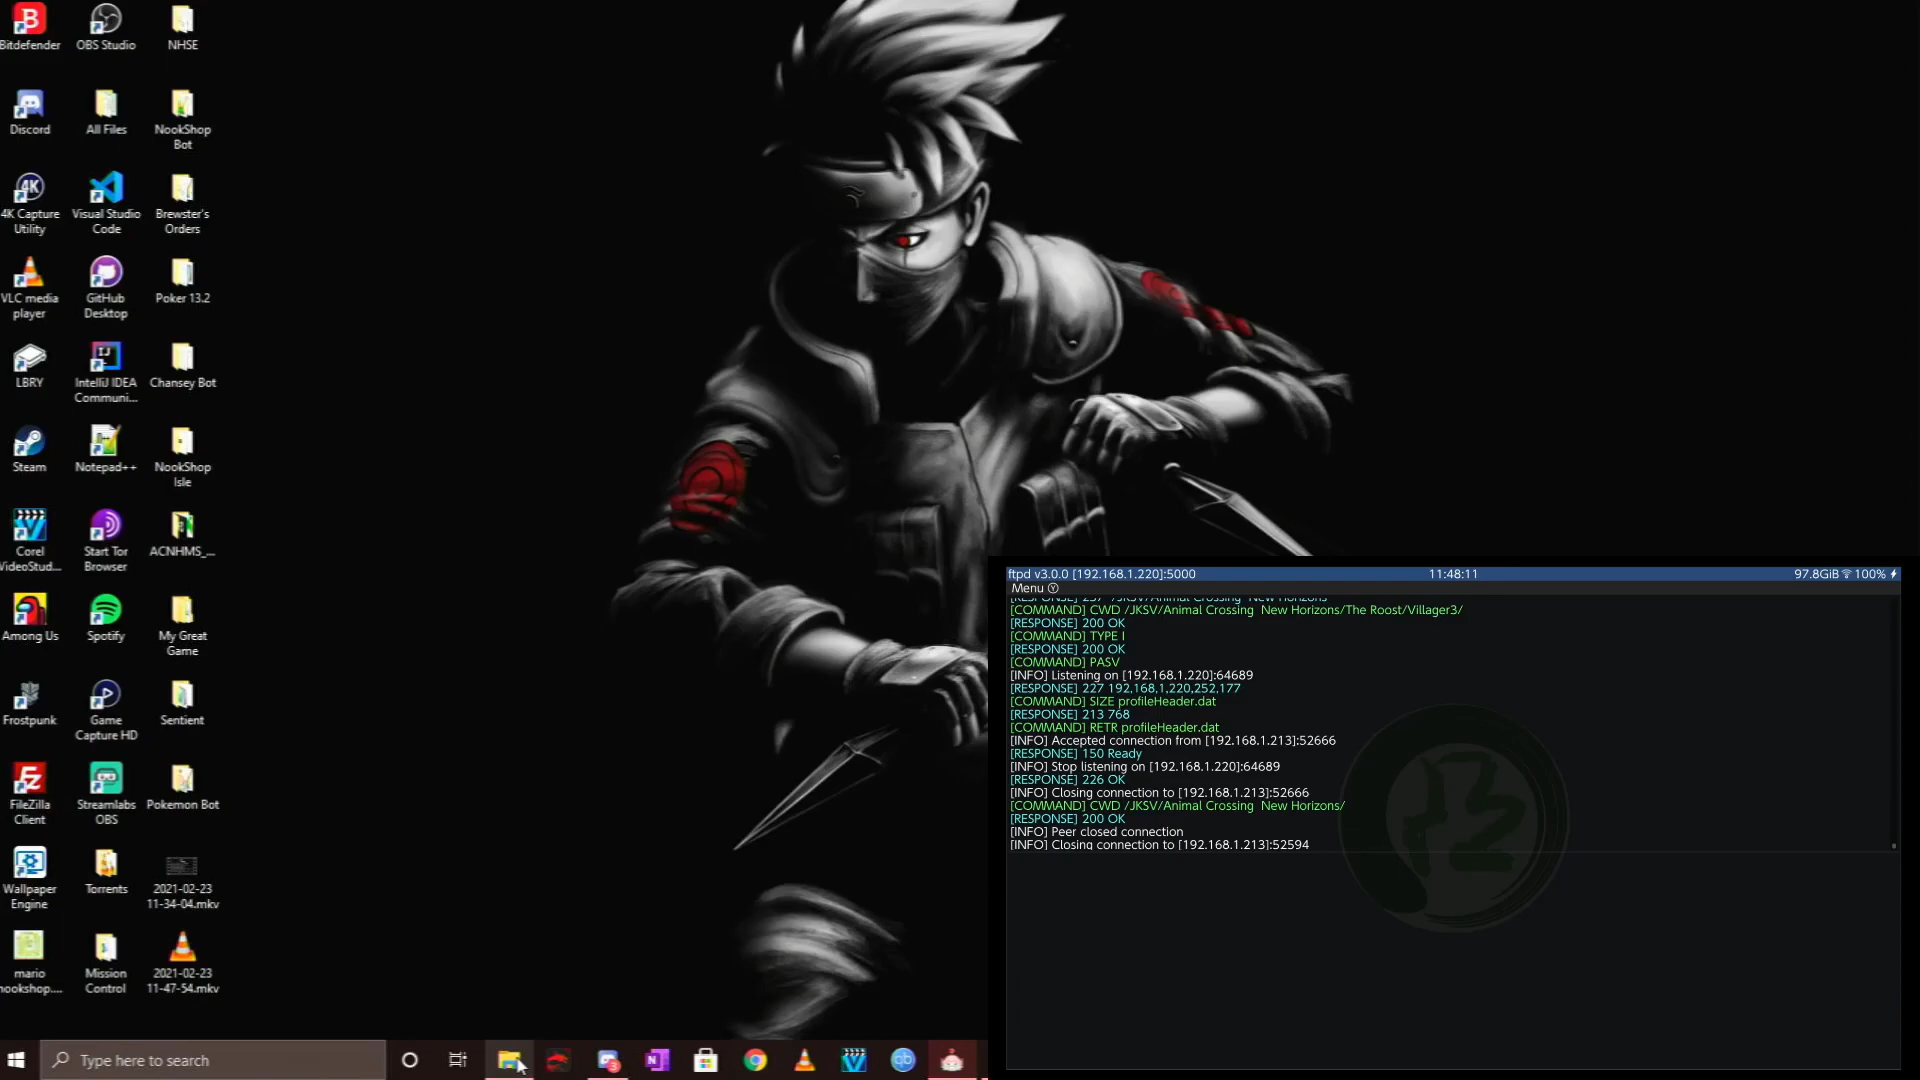 Bitdefender
OBS Studio
NHSE
Discord
All Files
NookShop
Bot
4K Capture
Utility
Visual Studio
Code
Brewster's
Orders
VLC media
player
GitHub
Desktop
Poker 13.2
LBRY
IntelliJ IDEA
Communi...
Chansey Bot
Steam
Notepad++
NookShop
Isle
Corel
VideoStud...
Start Tor
Browser
ACNHMS_...
Among Us
Spotify
My Great
Game
Frostpunk
Game
Capture HD
Sentient
FileZilla
Client
Streamlabs
OBS
Pokemon Bot
Wallpaper
Engine
Torrents
2021-02-23
11-34-04.mkv
mario
nookshop....
Mission
Control
2021-02-23
11-47-54.mkv
Type here to search
ftpd v3.0.0 [192.168.1.220]:5000 11:48:11 97.8GiB 100%
Menu Ⓨ
[RESPONSE] 257 "/JKSV/Animal Crossing  New Horizons"
[COMMAND] CWD /JKSV/Animal Crossing  New Horizons/The Roost/Villager3/
[RESPONSE] 200 OK
[COMMAND] TYPE I
[RESPONSE] 200 OK
[COMMAND] PASV
[INFO] Listening on [192.168.1.220]:64689
[RESPONSE] 227 192,168,1,220,252,177
[COMMAND] SIZE profileHeader.dat
[RESPONSE] 213 768
[COMMAND] RETR profileHeader.dat
[INFO] Accepted connection from [192.168.1.213]:52666
[RESPONSE] 150 Ready
[INFO] Stop listening on [192.168.1.220]:64689
[RESPONSE] 226 OK
[INFO] Closing connection to [192.168.1.213]:52666
[COMMAND] CWD /JKSV/Animal Crossing  New Horizons/
[RESPONSE] 200 OK
[INFO] Peer closed connection
[INFO] Closing connection to [192.168.1.213]:52594